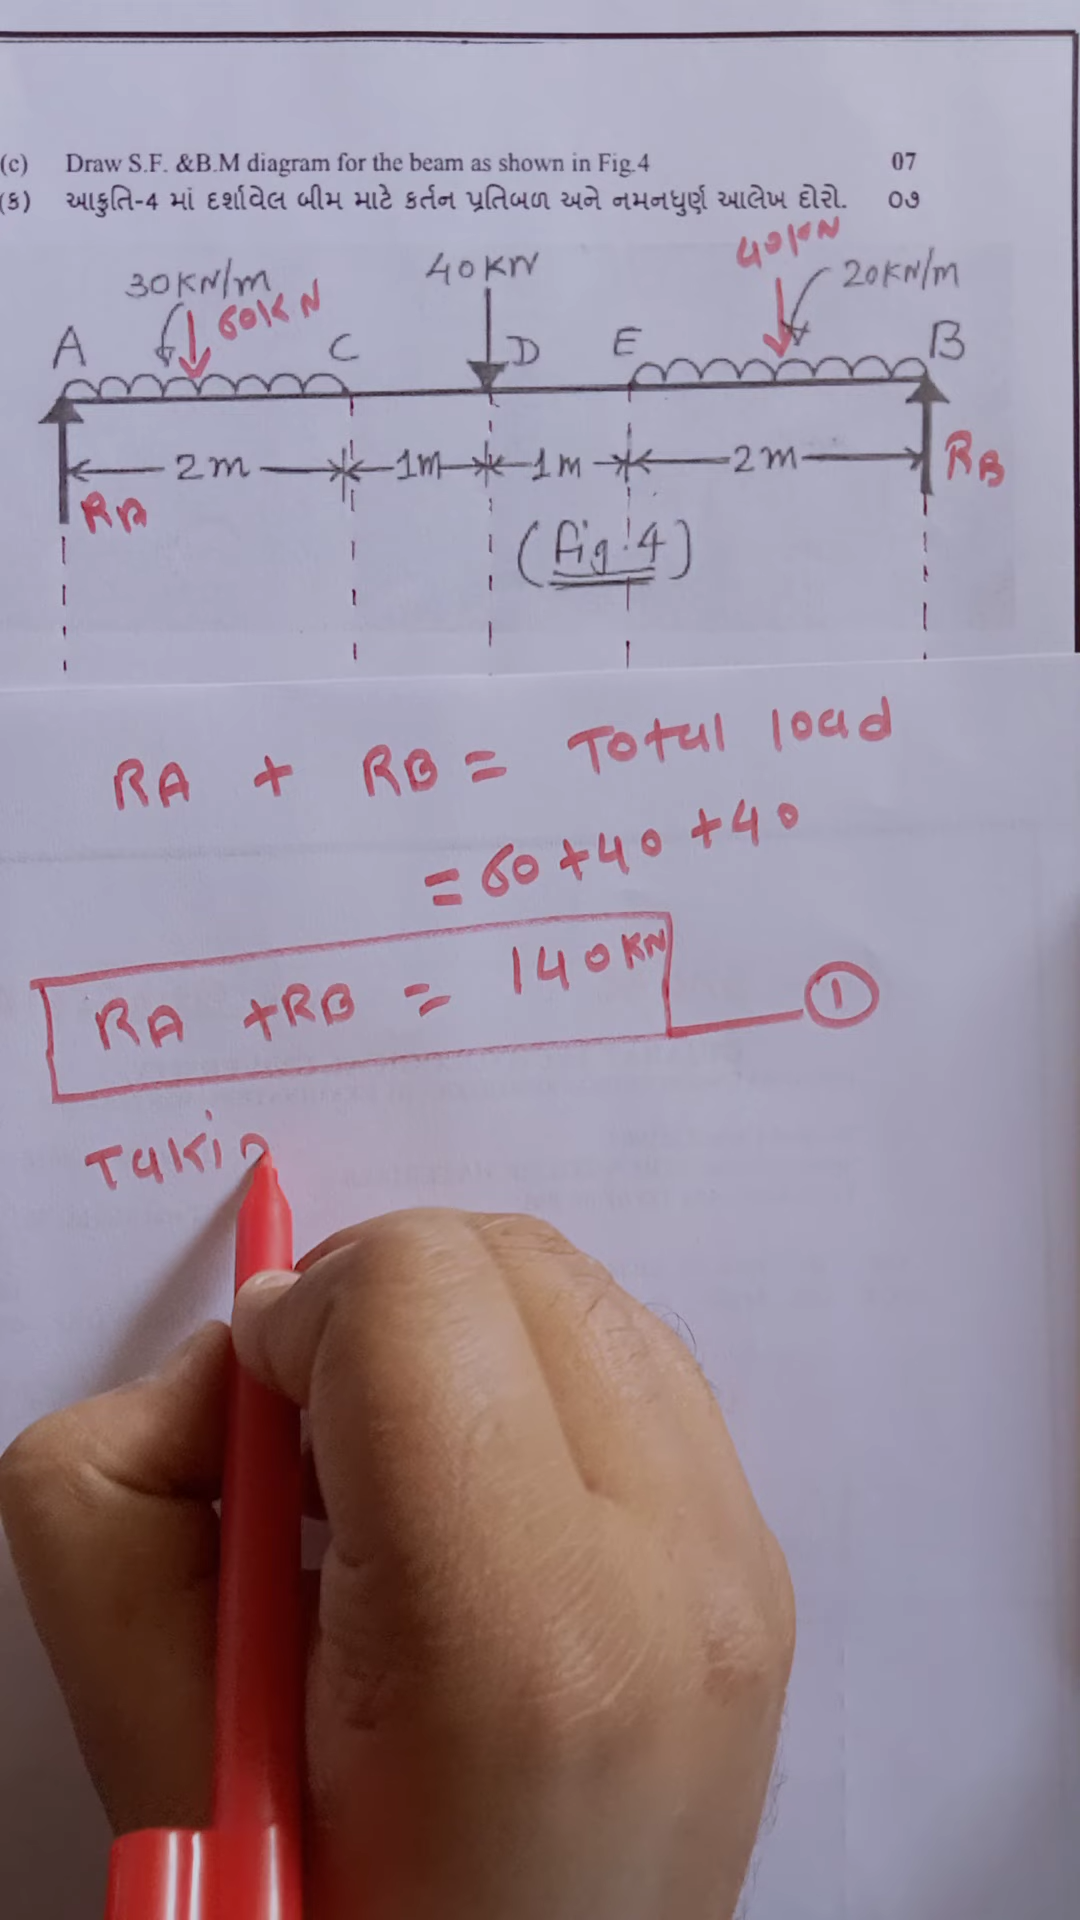 (c) Draw S.F. &B.M diagram for the beam as shown in Fig.4 07
(ક) આકૃતિ-4 માં દર્શાવેલ બીમ માટે કર્તન પ્રતિબળ અને નમનઘુર્ણ આલેખ દોરો. ૦૭
30KN/m 60KN 40KN 40KN 20KN/m
A C D E B
2m 1m 1m 2m
RA RB
(fig.4)
RA + RB = Total load
= 60+40+40
RA +RB = 140KN 1
Takin